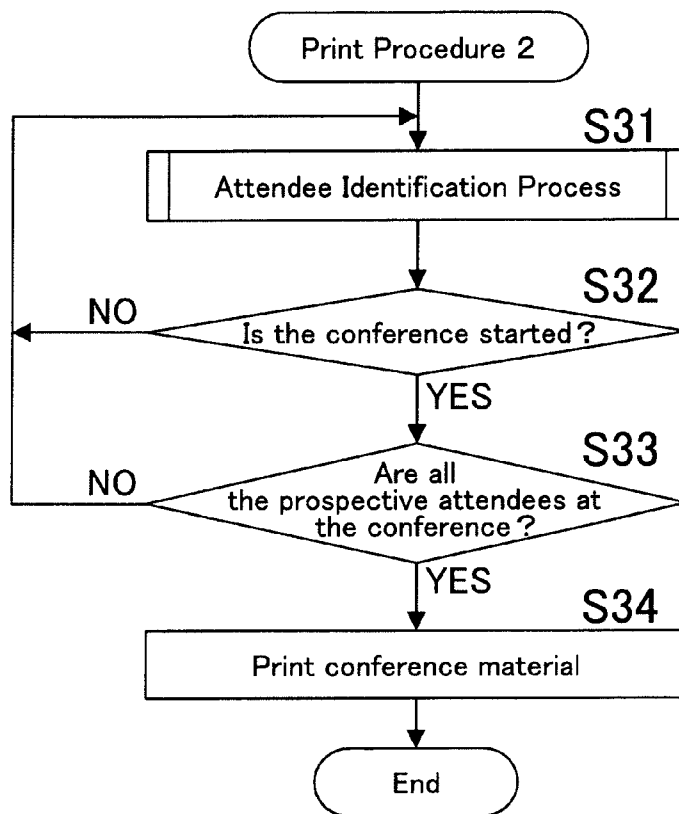 Print Procedure 2
S31
Attendee Identification Process
S32
NO
Is the conference started?
YES
S33
NO
Are all
the prospective attendees at
the conference?
YES
S34
Print conference material
End